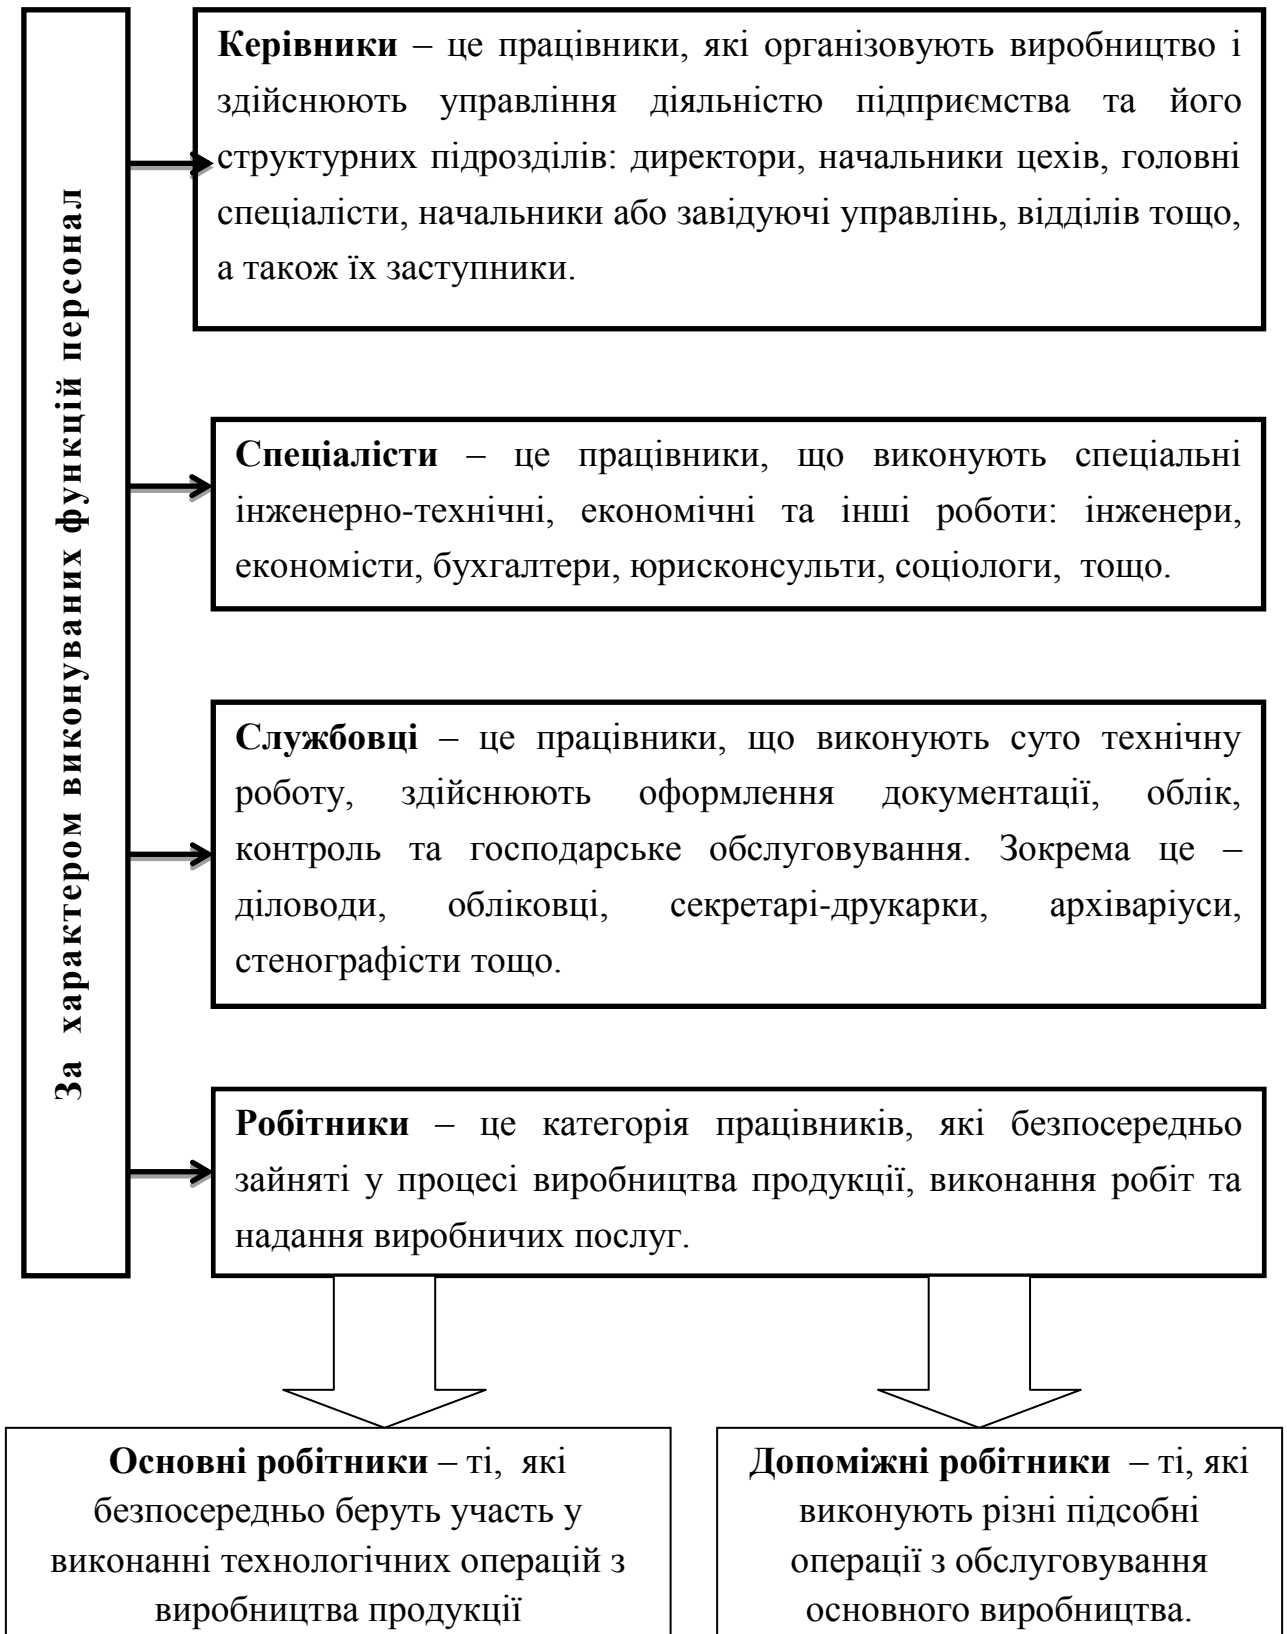 За характером виконуваних функцій персонал
Керівники – це працівники, які організовують виробництво і
здійснюють управління діяльністю підприємства та його
структурних підрозділів: директори, начальники цехів, головні
спеціалісти, начальники або завідуючі управлінь, відділів тощо,
а також їх заступники.
Спеціалісти – це працівники, що виконують спеціальні
інженерно-технічні, економічні та інші роботи: інженери,
економісти, бухгалтери, юрисконсульти, соціологи, тощо.
Службовці – це працівники, що виконують суто технічну
роботу, здійснюють оформлення документації, облік,
контроль та господарське обслуговування. Зокрема це –
діловоди, обліковці, секретарі-друкарки, архіваріуси,
стенографісти тощо.
Робітники – це категорія працівників, які безпосередньо
зайняті у процесі виробництва продукції, виконання робіт та
надання виробничих послуг.
Основні робітники – ті, які
безпосередньо беруть участь у
виконанні технологічних операцій з
виробництва продукції
Допоміжні робітники – ті, які
виконують різні підсобні
операції з обслуговування
основного виробництва.